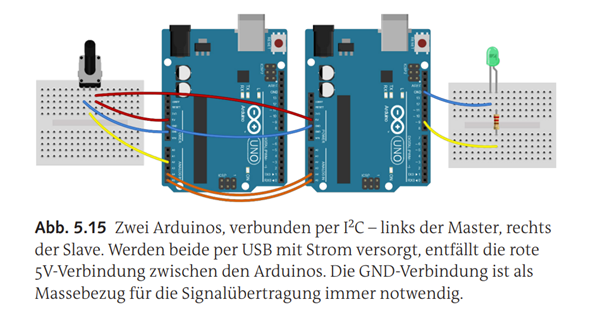 Arduino
UNO
Arduino
UNO
Abb. 5.15 Zwei Arduinos, verbunden per I²C – links der Master, rechts
der Slave. Werden beide per USB mit Strom versorgt, entfällt die rote
5V-Verbindung zwischen den Arduinos. Die GND-Verbindung ist als
Massebezug für die Signalübertragung immer notwendig.